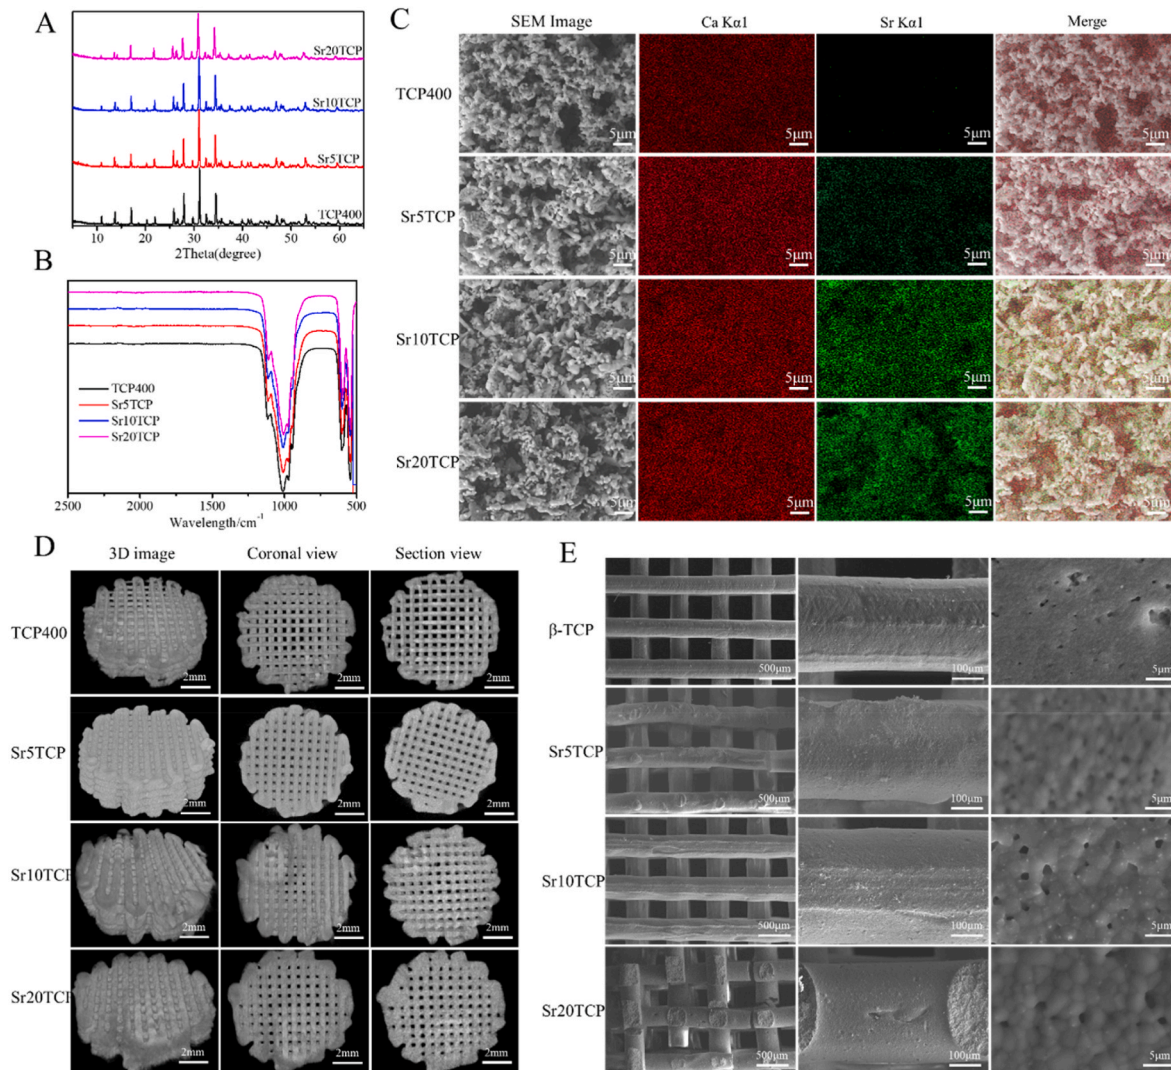 A
Sr20TCP
Sr10TCP
Sr5TCP
TCP400
10 20 30 40 50 60
2Theta(degree)
B
TCP400
Sr5TCP
Sr10TCP
Sr20TCP
2500 2000 1500 1000 500
Wavelength/cm-1
C
SEM Image Ca Kα1 Sr Kα1 Merge
TCP400
5μm 5μm 5μm 5μm
Sr5TCP
5μm 5μm 5μm 5μm
Sr10TCP
5μm 5μm 5μm 5μm
Sr20TCP
5μm 5μm 5μm 5μm
D
3D image Coronal view Section view
TCP400
2mm 2mm 2mm
Sr5TCP
2mm 2mm 2mm
Sr10TCP
2mm 2mm 2mm
Sr20TCP
2mm 2mm 2mm
E
β-TCP
500μm 100μm 5μm
Sr5TCP
500μm 100μm 5μm
Sr10TCP
500μm 100μm 5μm
Sr20TCP
500μm 100μm 5μm